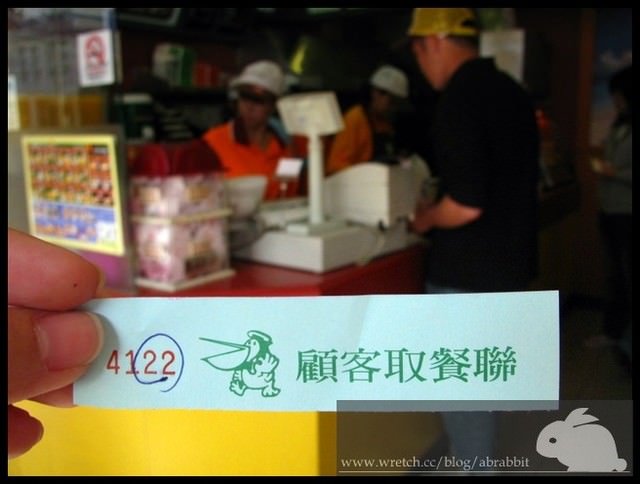 4122 顧客取餐聯
www.wretch.cc/blog/abrabbit